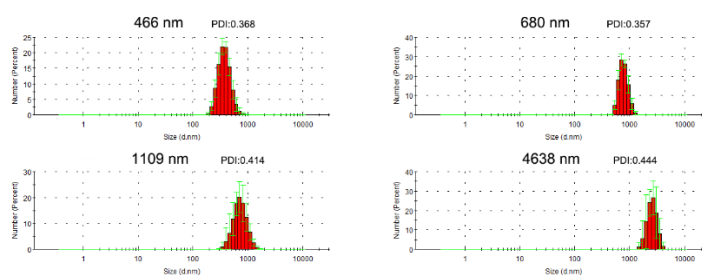 466 nm PDI:0.368
Number (Percent)
25
20
15
10
5
0
1 10 100 1000 10000
Size (d.nm)
680 nm PDI:0.357
Number (Percent)
40
30
20
10
0
1 10 100 1000 10000
Size (d.nm)
1109 nm PDI:0.414
Number (Percent)
30
20
10
0
1 10 100 1000 10000
Size (d.nm)
4638 nm PDI:0.444
Number (Percent)
40
30
20
10
0
1 10 100 1000 10000
Size (d.nm)